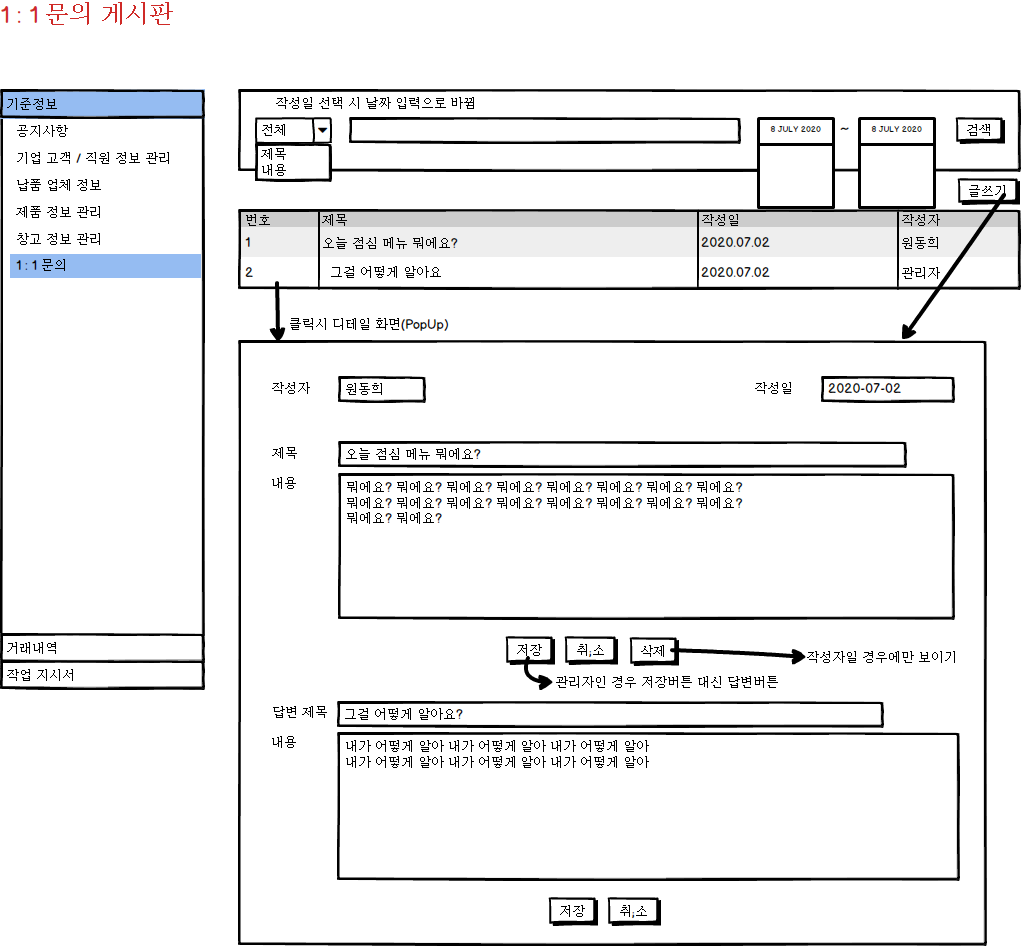 1 : 1 문의 게시판
기준정보
공지사항
기업 고객 / 직원 정보 관리
납품 업체 정보
제품 정보 관리
창고 정보 관리
1 : 1 문의
거래내역
작업 지시서
작성일 선택 시 날짜 입력으로 바뀜
전체
제목
내용
8 JULY 2020 ~ 8 JULY 2020
검색
글쓰기
번호 제목 작성일 작성자
1 오늘 점심 메뉴 뭐에요? 2020.07.02 원동희
2 그걸 어떻게 알아요 2020.07.02 관리자
클릭시 디테일 화면(PopUp)
작성자 원동희 작성일 2020-07-02
제목 오늘 점심 메뉴 뭐에요?
내용
뭐에요? 뭐에요? 뭐에요? 뭐에요? 뭐에요? 뭐에요? 뭐에요? 뭐에요?
뭐에요? 뭐에요? 뭐에요? 뭐에요? 뭐에요? 뭐에요? 뭐에요? 뭐에요?
뭐에요? 뭐에요?
저장 취;소 삭제 작성자일 경우에만 보이기
관리자인 경우 저장버튼 대신 답변버튼
답변 제목 그걸 어떻게 알아요?
내용
내가 어떻게 알아 내가 어떻게 알아 내가 어떻게 알아
내가 어떻게 알아 내가 어떻게 알아 내가 어떻게 알아
저장 취;소